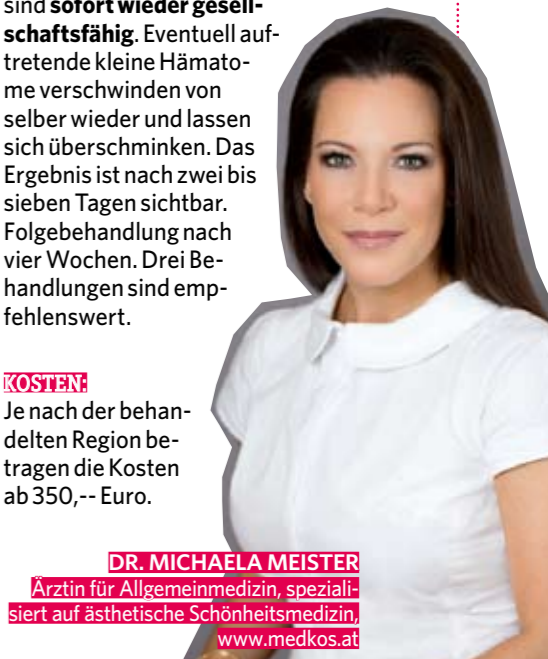 sind sofort wieder gesell-
schaftsfähig. Eventuell auf-
tretende kleine Hämato-
me verschwinden von
selber wieder und lassen
sich überschminken. Das
Ergebnis ist nach zwei bis
sieben Tagen sichtbar.
Folgebehandlung nach
vier Wochen. Drei Be-
handlungen sind emp-
fehlenswert.
KOSTEN:
Je nach der behan-
delten Region be-
tragen die Kosten
ab 350,-- Euro.
DR. MICHAELA MEISTER
Ärztin für Allgemeinmedizin, speziali-
siert auf ästhetische Schönheitsmedizin,
www.medkos.at